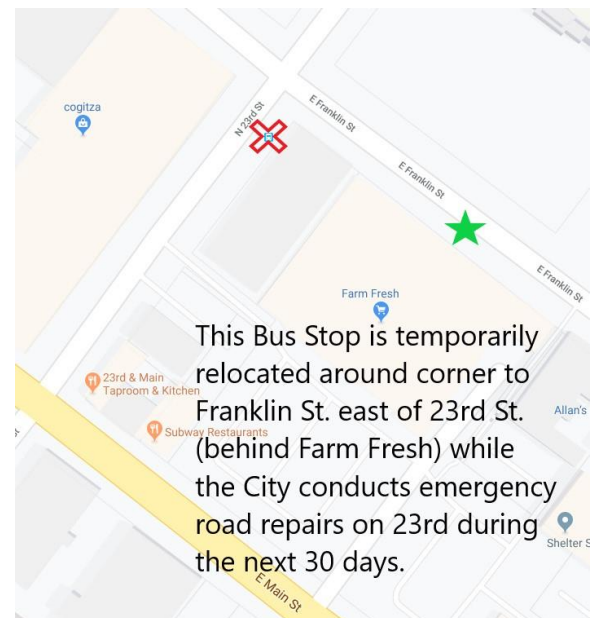 cogitza
N 23rd St
E Franklin St
E Franklin St
E Franklin St
Farm Fresh
This Bus Stop is temporarily
relocated around corner to
Franklin St. east of 23rd St.
(behind Farm Fresh) while
the City conducts emergency
road repairs on 23rd during
the next 30 days.
23rd & Main
Taproom & Kitchen
Subway Restaurants
Allan's
Shelter S
E Main St